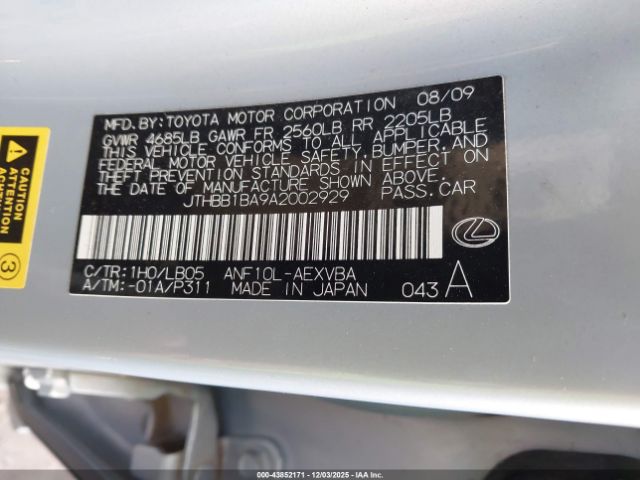 MFD. BY: TOYOTA MOTOR CORPORATION 08/09
GVWR 4685LB GAWR FR 2560LB RR 2205LB
THIS VEHICLE CONFORMS TO ALL APPLICABLE
FEDERAL MOTOR VEHICLE SAFETY, BUMPER, AND
THEFT PREVENTION STANDARDS IN EFFECT ON
THE DATE OF MANUFACTURE SHOWN ABOVE.
JTHBB1BA9A2002929 PASS. CAR
C/TR: 1H0/LB05 ANF10L-AEXVBA
A/TM: -01A/P311 MADE IN JAPAN 043 A
CAUTION
ATTENTION
3
000-43852171 - 12/03/2025 - IAAI.COM